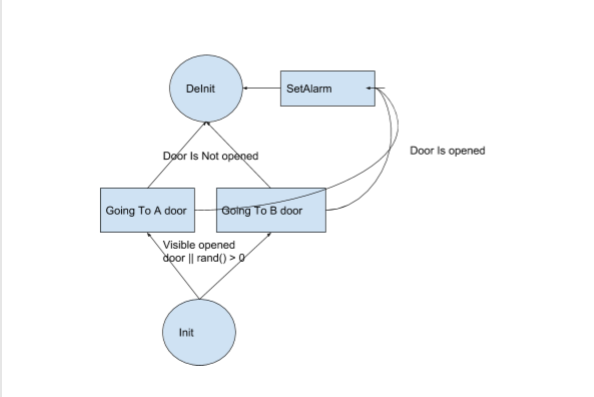 DeInit
SetAlarm
Door Is opened
Door Is Not opened
Going To A door
Going To B door
Visible opened
door || rand() > 0
Init